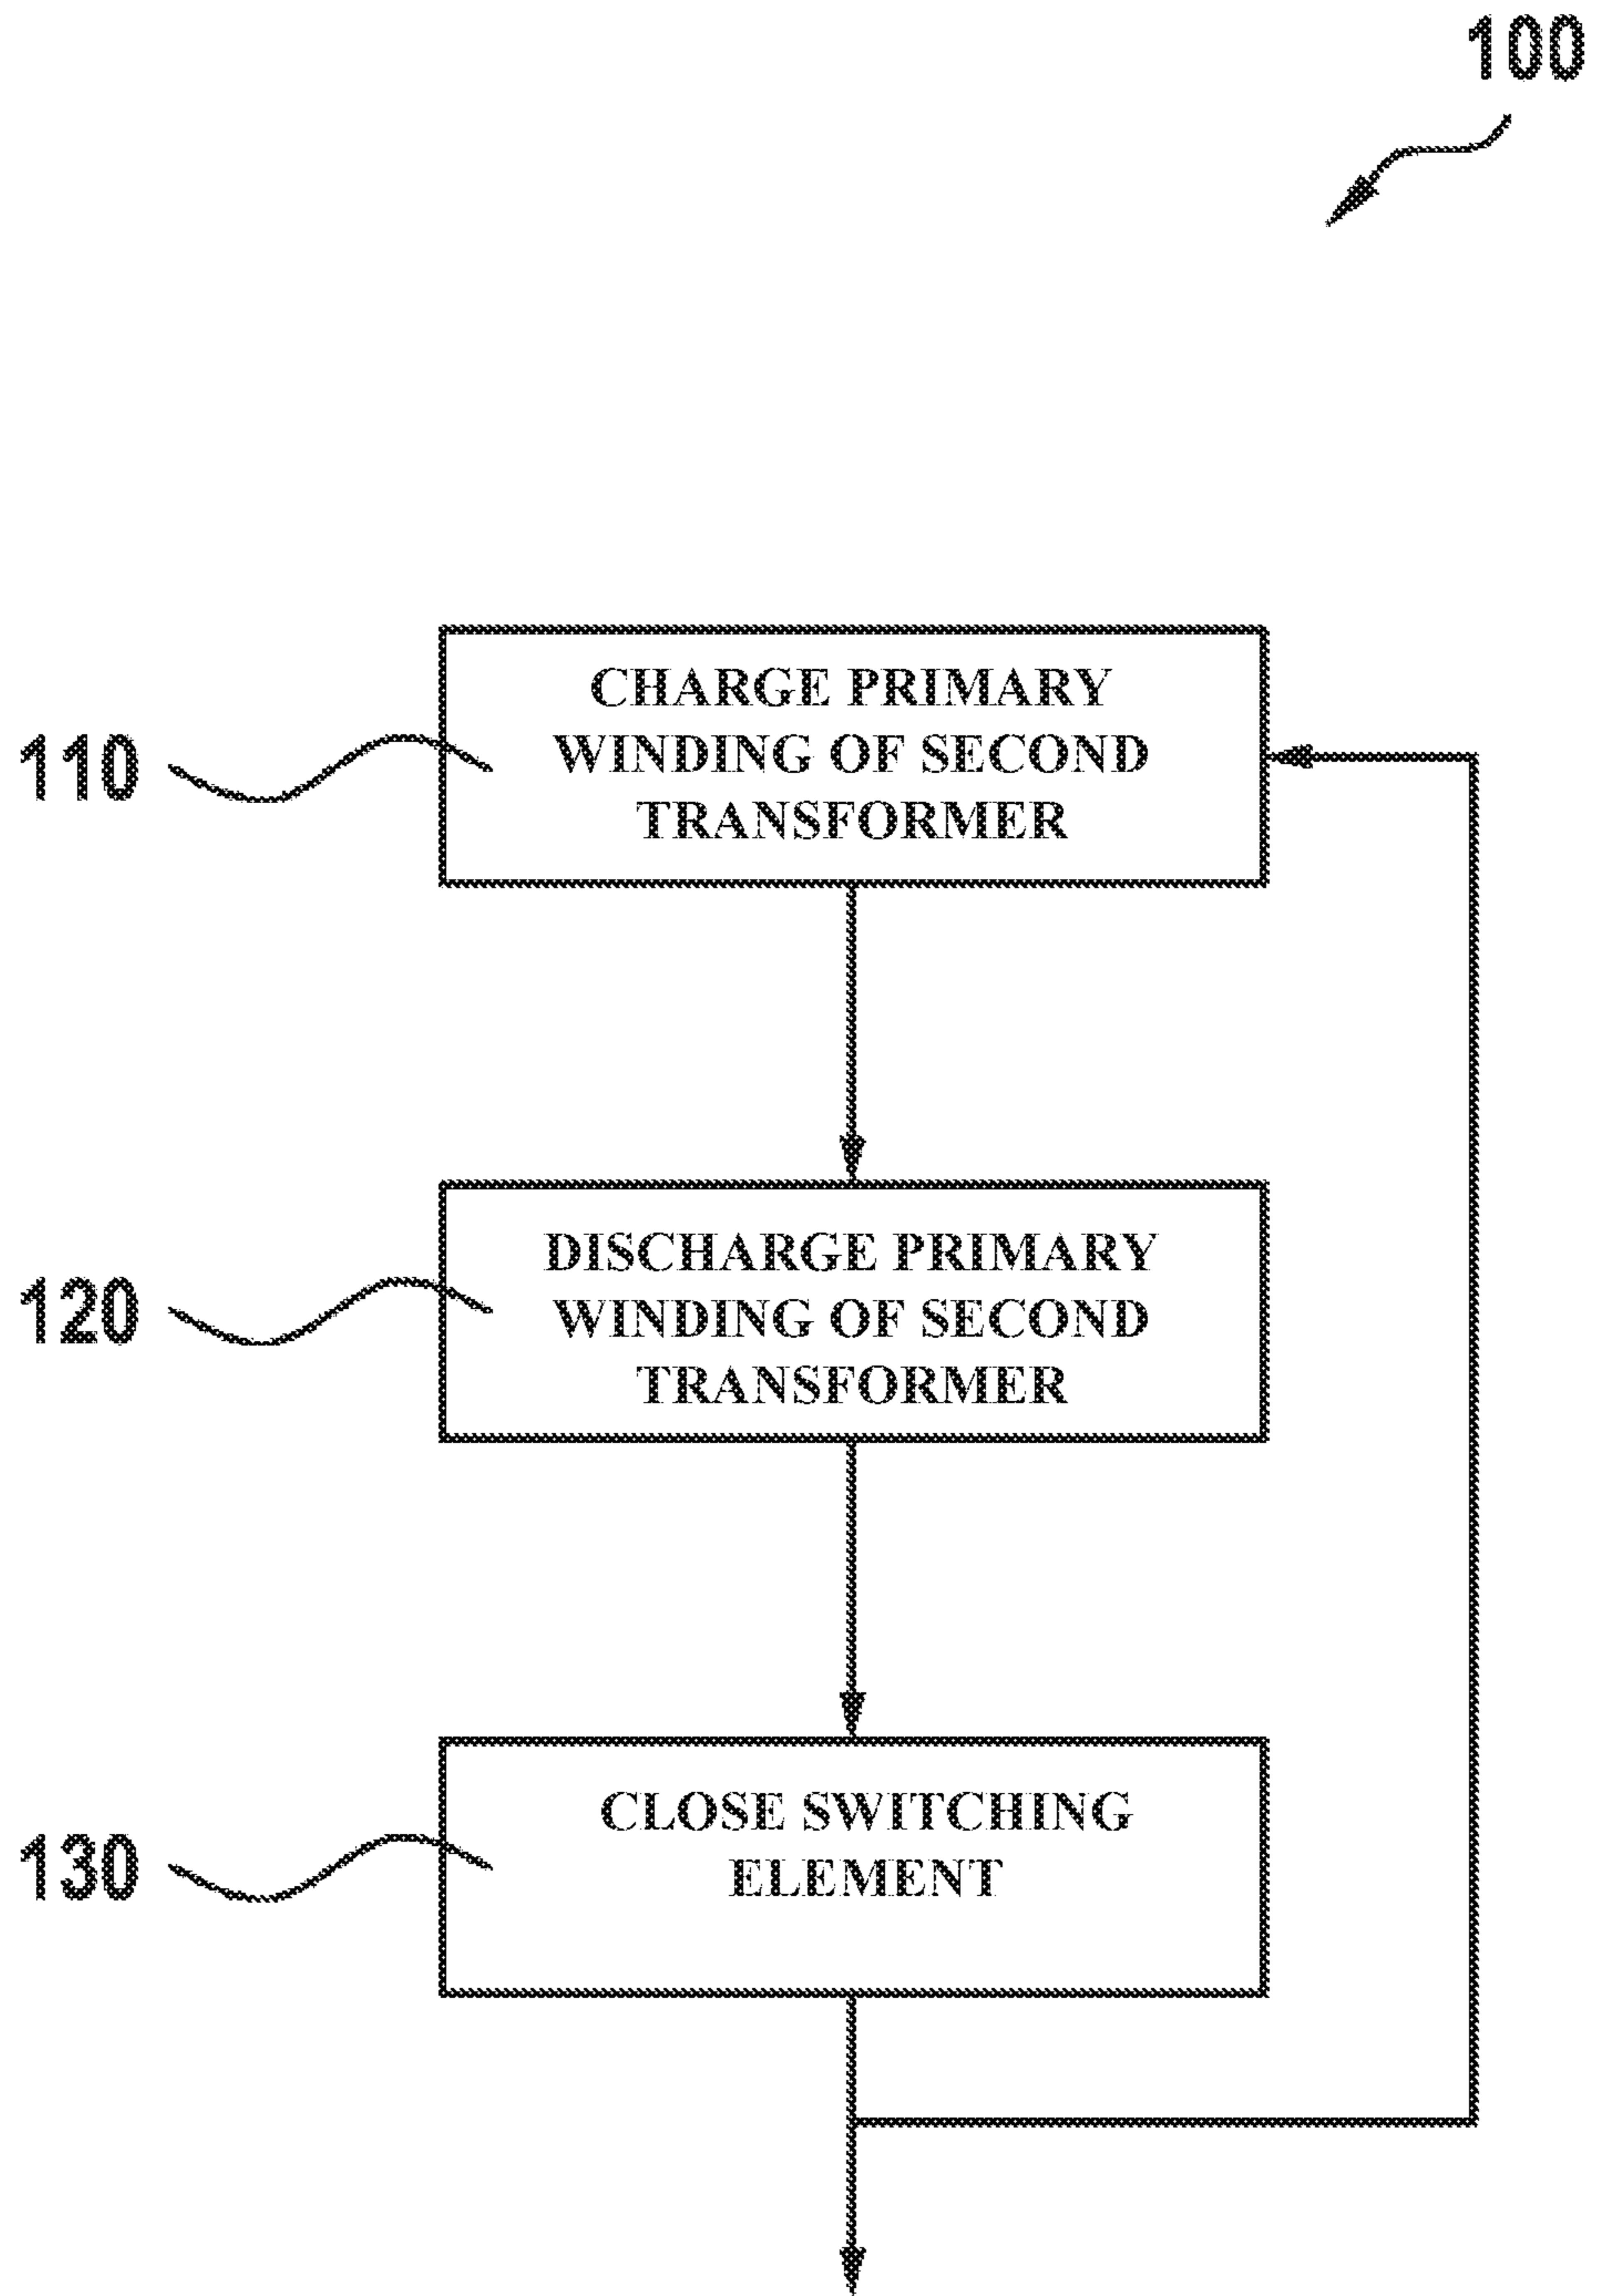 100
110
CHARGE PRIMARY
WINDING OF SECOND
TRANSFORMER
120
DISCHARGE PRIMARY
WINDING OF SECOND
TRANSFORMER
130
CLOSE SWITCHING
ELEMENT